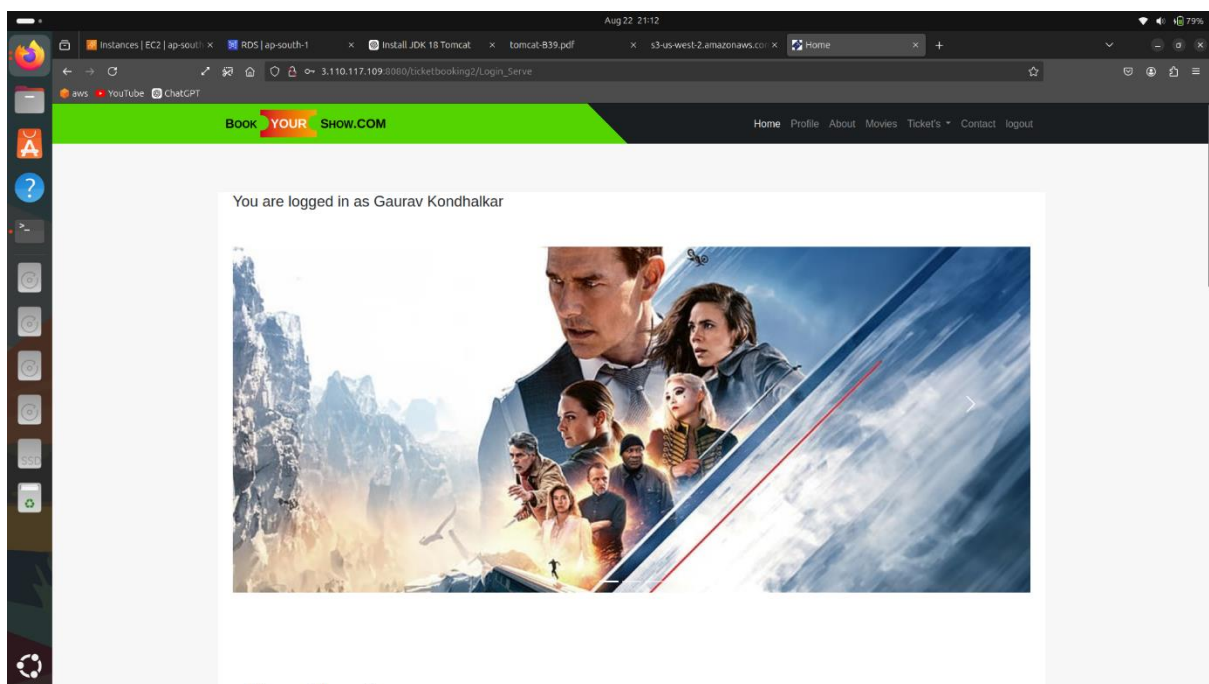 Aug 22 21:12
79%
Instances | EC2 | ap-south
RDS | ap-south-1
Install JDK 18 Tomcat
tomcat-B39.pdf
s3-us-west-2.amazonaws.co
Home
3.110.117.109:8080/ticketbooking2/Login_Serve
aws
YouTube
ChatGPT
BOOK YOUR SHOW.COM
Home Profile About Movies Ticket's Contact logout
You are logged in as Gaurav Kondhalkar
SSD